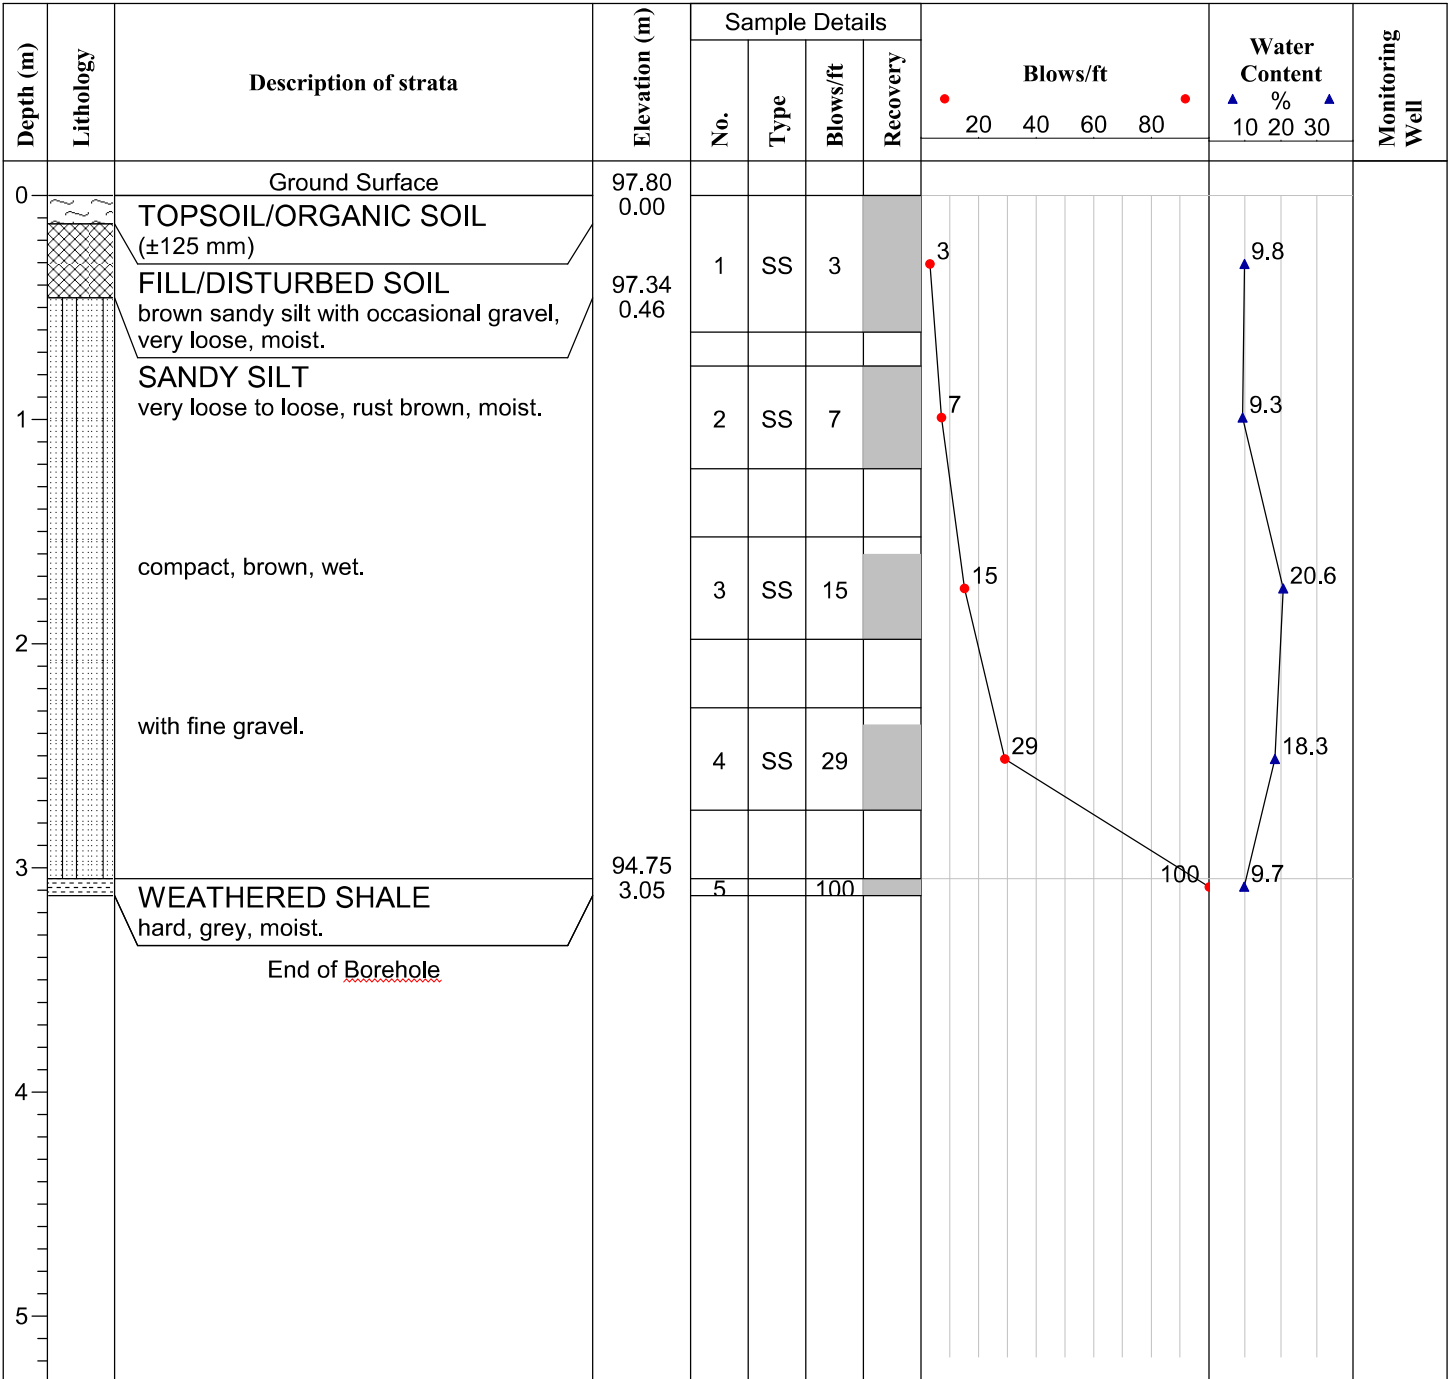 Depth (m)
Lithology
Description of strata
Elevation (m)
Sample Details
No.
Type
Blows/ft
Recovery
Blows/ft
20 40 60 80
Water
Content
%
10 20 30
Monitoring
Well
Ground Surface
97.80
0
0.00
TOPSOIL/ORGANIC SOIL
(±125 mm)
1 SS 3
3
9.8
FILL/DISTURBED SOIL
97.34
brown sandy silt with occasional gravel,
0.46
very loose, moist.
SANDY SILT
very loose to loose, rust brown, moist.
1
2 SS 7
7
9.3
compact, brown, wet.
3 SS 15
15
20.6
2
with fine gravel.
4 SS 29
29
18.3
3
94.75
3.05
5 100
100
9.7
WEATHERED SHALE
hard, grey, moist.
End of Borehole
4
5